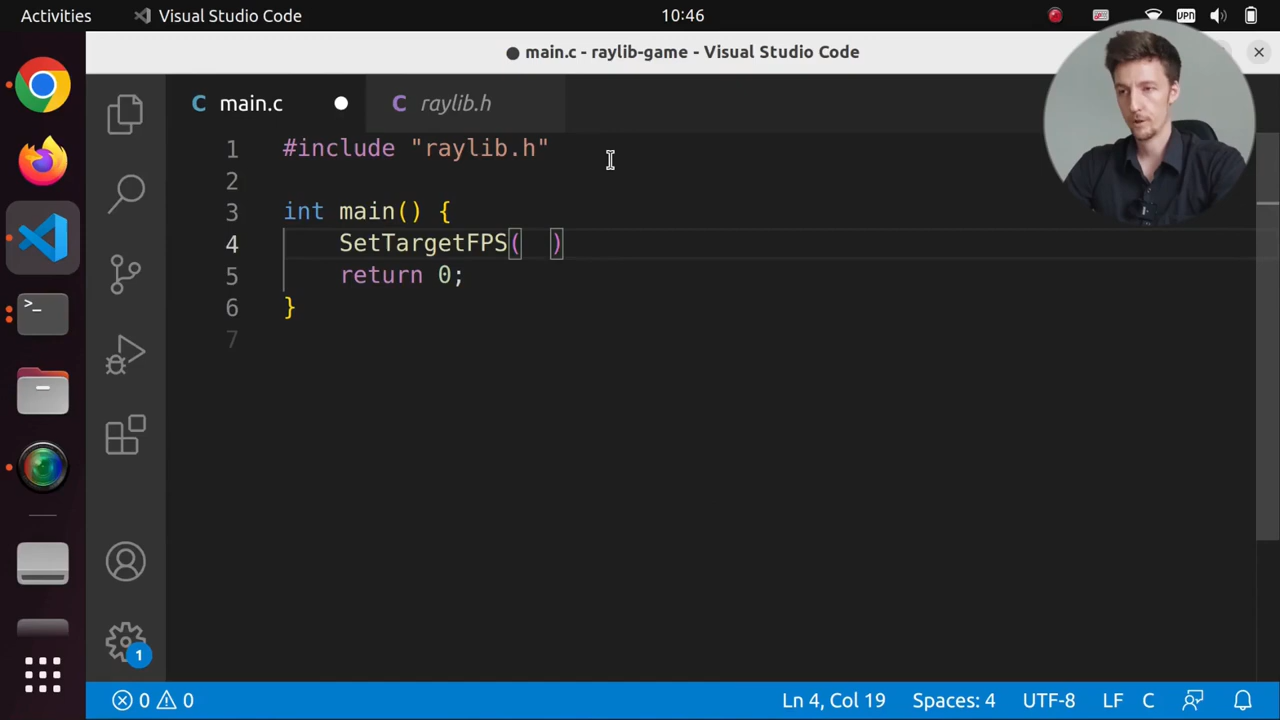 Activities
Visual Studio Code
10:46
VPN
main.c - raylib-game - Visual Studio Code
C main.c
C raylib.h
1 #include "raylib.h"
2
3 int main() {
4 SetTargetFPS(  )
5 return 0;
6 }
7
>_
1
0 0
Ln 4, Col 19
Spaces: 4
UTF-8
LF
C